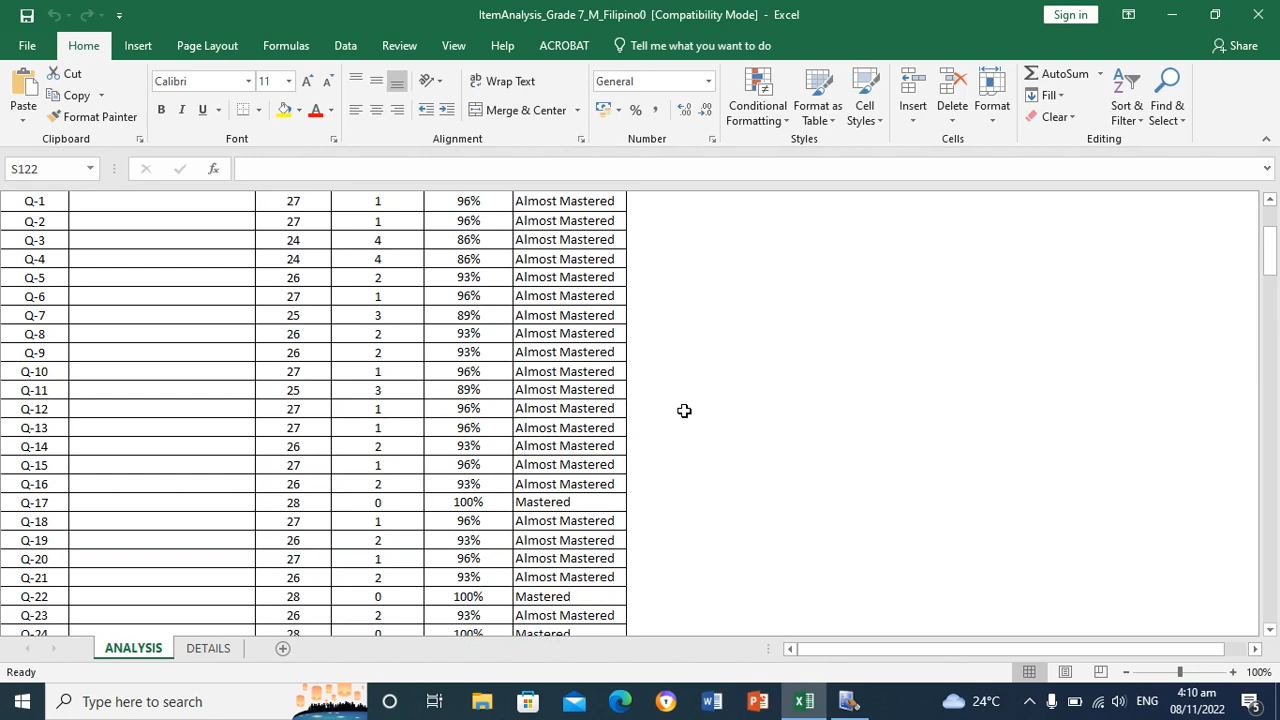 ItemAnalysis_Grade 7_M_Filipino0 [Compatibility Mode] - Excel
Sign in
File Home Insert Page Layout Formulas Data Review View Help ACROBAT Tell me what you want to do Share
Paste
Cut
Copy
Format Painter
Clipboard
Calibri 11
B I U
Font
Wrap Text
Merge & Center
Alignment
General
%
Number
Conditional Formatting
Format as Table
Cell Styles
Styles
Insert
Delete
Format
Cells
AutoSum
Fill
Clear
Sort & Filter
Find & Select
Editing
S122 fx
Q-1 27 1 96% Almost Mastered
Q-2 27 1 96% Almost Mastered
Q-3 24 4 86% Almost Mastered
Q-4 24 4 86% Almost Mastered
Q-5 26 2 93% Almost Mastered
Q-6 27 1 96% Almost Mastered
Q-7 25 3 89% Almost Mastered
Q-8 26 2 93% Almost Mastered
Q-9 26 2 93% Almost Mastered
Q-10 27 1 96% Almost Mastered
Q-11 25 3 89% Almost Mastered
Q-12 27 1 96% Almost Mastered
Q-13 27 1 96% Almost Mastered
Q-14 26 2 93% Almost Mastered
Q-15 27 1 96% Almost Mastered
Q-16 26 2 93% Almost Mastered
Q-17 28 0 100% Mastered
Q-18 27 1 96% Almost Mastered
Q-19 26 2 93% Almost Mastered
Q-20 27 1 96% Almost Mastered
Q-21 26 2 93% Almost Mastered
Q-22 28 0 100% Mastered
Q-23 26 2 93% Almost Mastered
Q-24 28 0 100% Mastered
ANALYSIS DETAILS
Ready 100%
Type here to search
24°C
ENG
4:10 am
08/11/2022
5